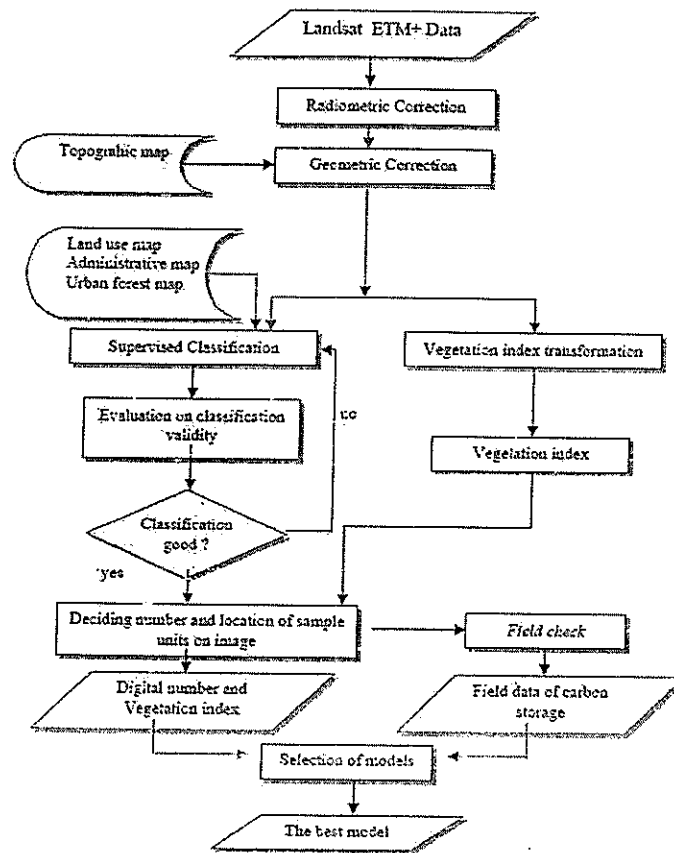 Landsat ETM+ Data
Radiometric Correction
Topograhic map
Geometric Correction
Land use map
Administrative map
Urban forest map
Supervised Classification
Vegetation index transformation
Evaluation on classification
validity
no
Vegetation index
Classification
good ?
yes
Deciding number and location of sample
units on image
Field check
Digital number and
Vegetation index
Field data of carbon
storage
Selection of models
The best model